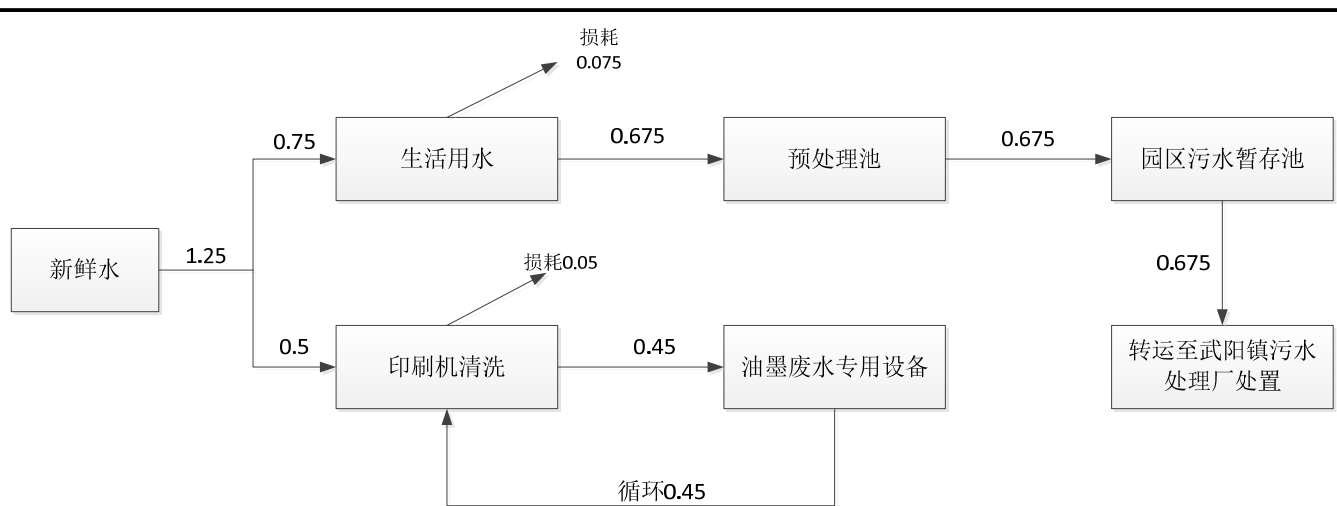 损耗
0.075
0.75
生活用水
0.675
预处理池
0.675
园区污水暂存池
新鲜水
1.25
损耗0.05
0.675
0.5
印刷机清洗
0.45
油墨废水专用设备
转运至武阳镇污水
处理厂处置
循环0.45